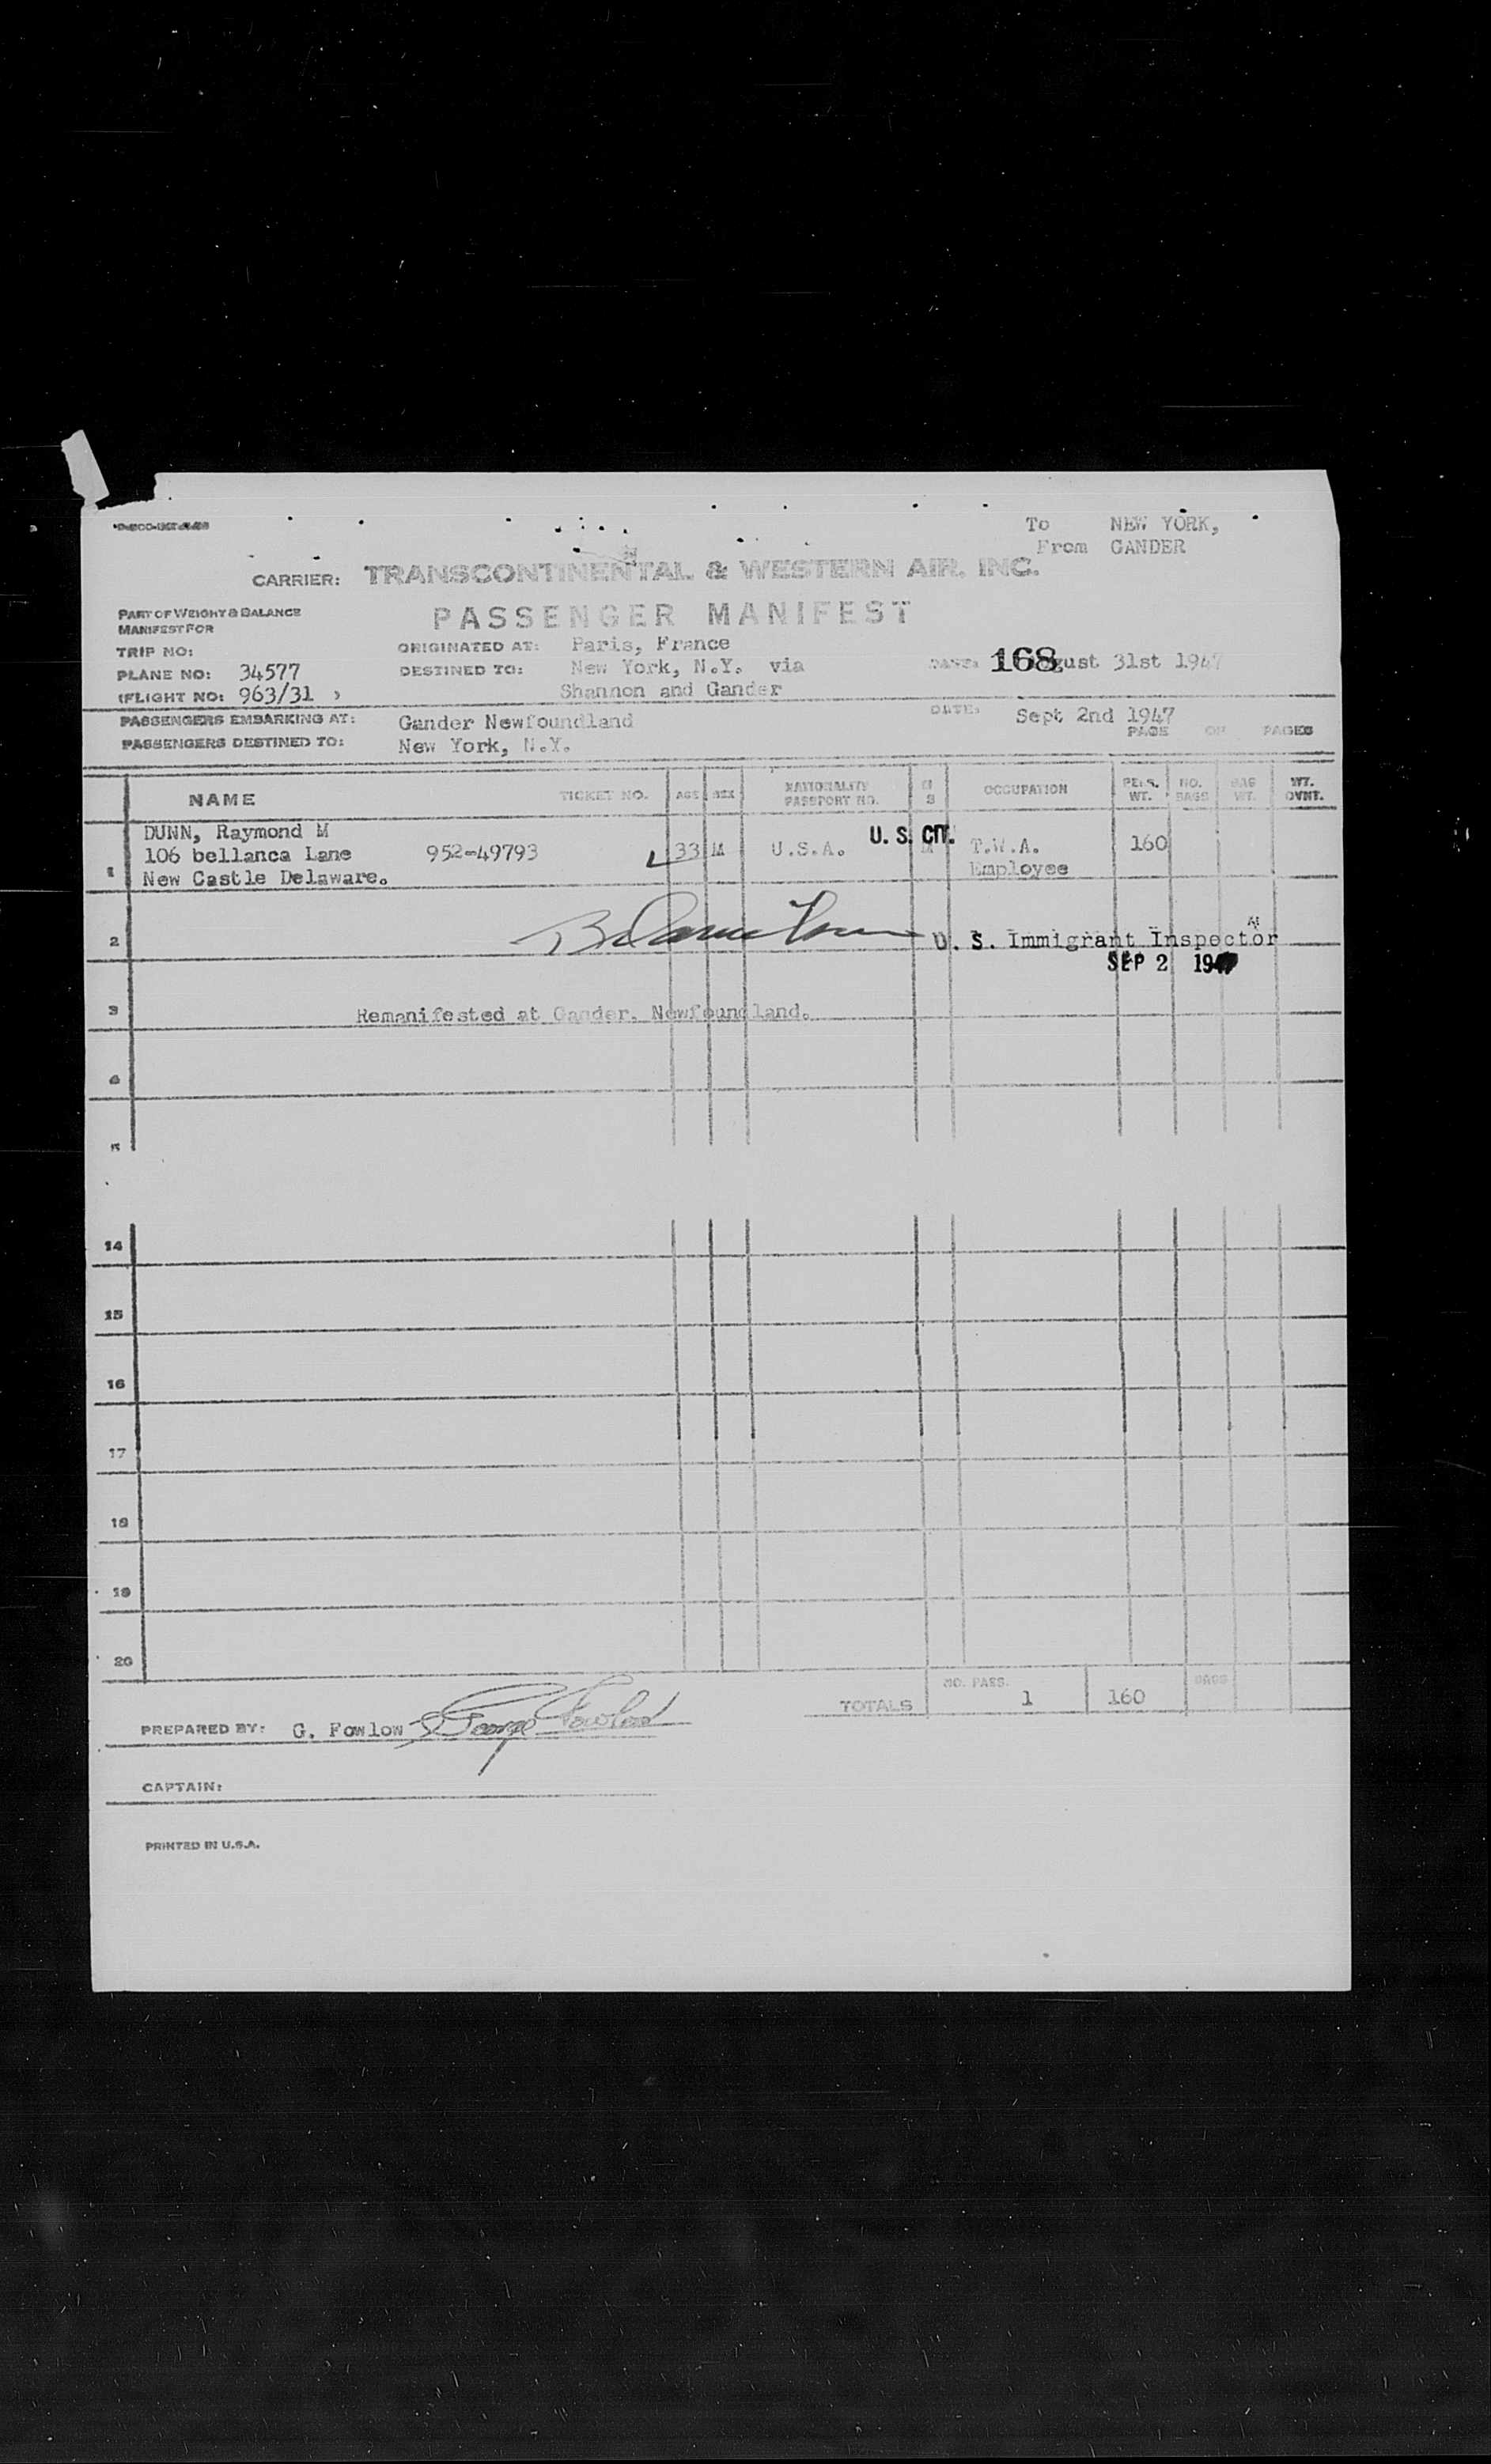 To NEW YORK,
From GANDER
CARRIER: TRANSCONTINENTAL & WESTERN AIR, INC.
PART OF WEIGHT & BALANCE
MANIFEST FOR
PASSENGER MANIFEST
TRIP NO:
ORIGINATED AT: Paris, France
PLANE NO: 34577
DESTINED TO: New York, N.Y. via
DATE: 168 gust 31st 1947
(FLIGHT NO: 963/31 )
Shannon and Gander
PASSENGERS EMBARKING AT: Gander Newfoundland
DATE: Sept 2nd 1947
PASSENGERS DESTINED TO: New York, N.Y.
PAGE OF PAGES
NAME TICKET NO. AGE SEX NATIONALITY PASSPORT NO. M S OCCUPATION PERS. WT. NO. BAGS BAG WT. WT. OVNT.
DUNN, Raymond M
1 106 bellanca Lane 952-49793 33 M U.S.A. U. S. CIT. M T.W.A. 160
New Castle Delaware. Employee
2 U. S. Immigrant Inspector
SEP 2 1947
3 Remanifested at Gander, Newfoundland.
4
5
14
15
16
17
18
19
20
TOTALS NO. PASS. 1 160 BAGS
PREPARED BY: G. Fowlow George Fowlow
CAPTAIN:
PRINTED IN U.S.A.